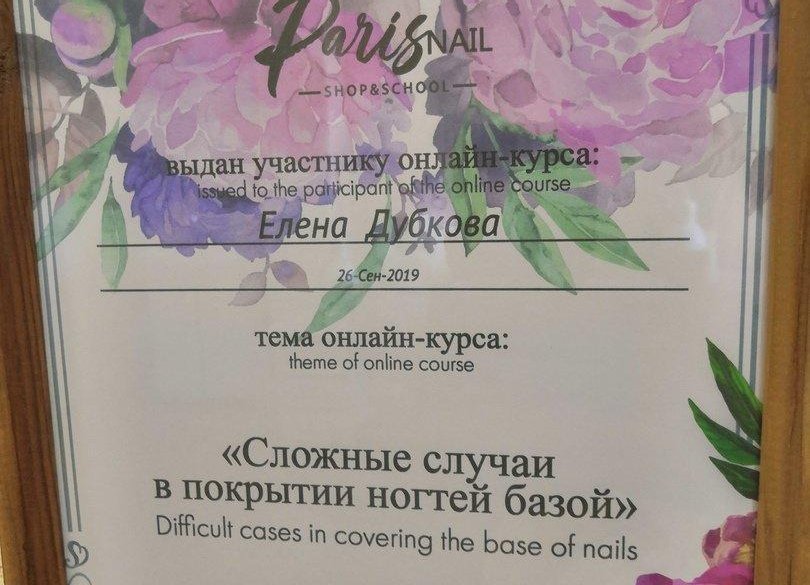 ParisNAIL
SHOP&SCHOOL
выдан участнику онлайн-курса:
issued to the participant of the online course
Елена Дубкова
26-Сен-2019
тема онлайн-курса:
theme of online course
«Сложные случаи
в покрытии ногтей базой»
Difficult cases in covering the base of nails